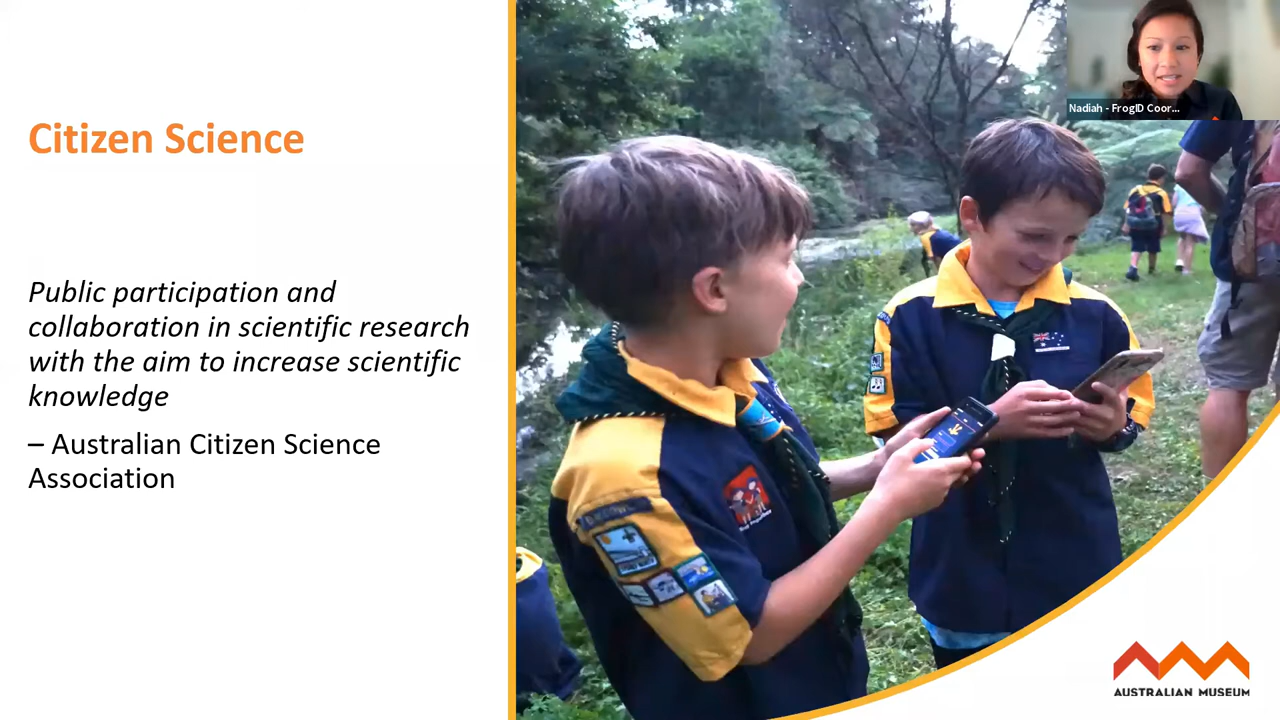 Citizen Science
Public participation and
collaboration in scientific research
with the aim to increase scientific
knowledge
– Australian Citizen Science
Association
Nadiah - FrogID Coor...
AUSTRALIAN MUSEUM